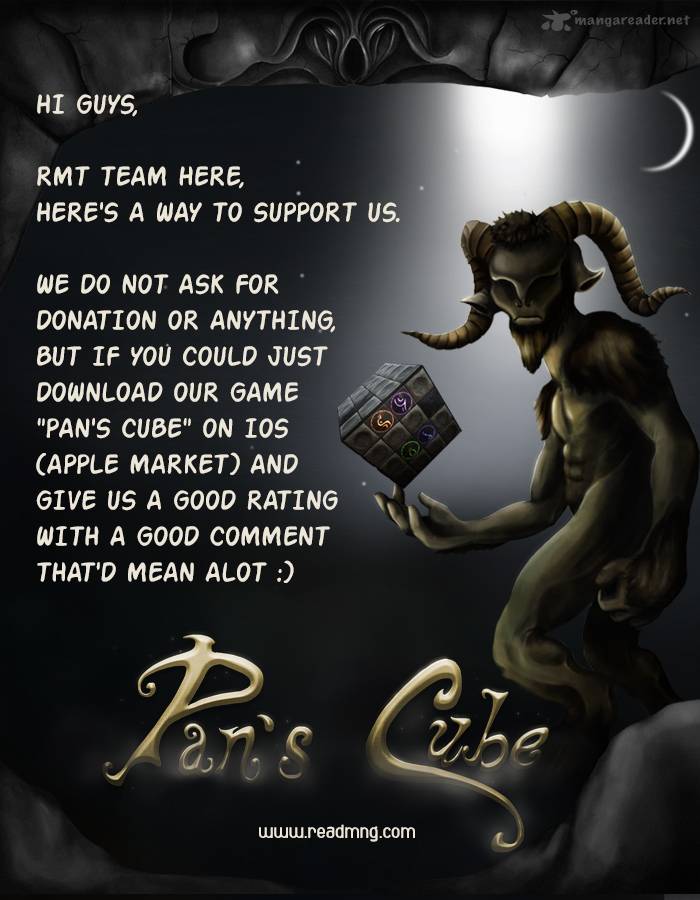 mangareader.net
HI GUYS,
RMT TEAM HERE,
HERE'S A WAY TO SUPPORT US.
WE DO NOT ASK FOR
DONATION OR ANYTHING,
BUT IF YOU COULD JUST
DOWNLOAD OUR GAME
"PAN'S CUBE" ON IOS
(APPLE MARKET) AND
GIVE US A GOOD RATING
WITH A GOOD COMMENT
THAT'D MEAN ALOT :)
Pan's Cube
www.readmng.com